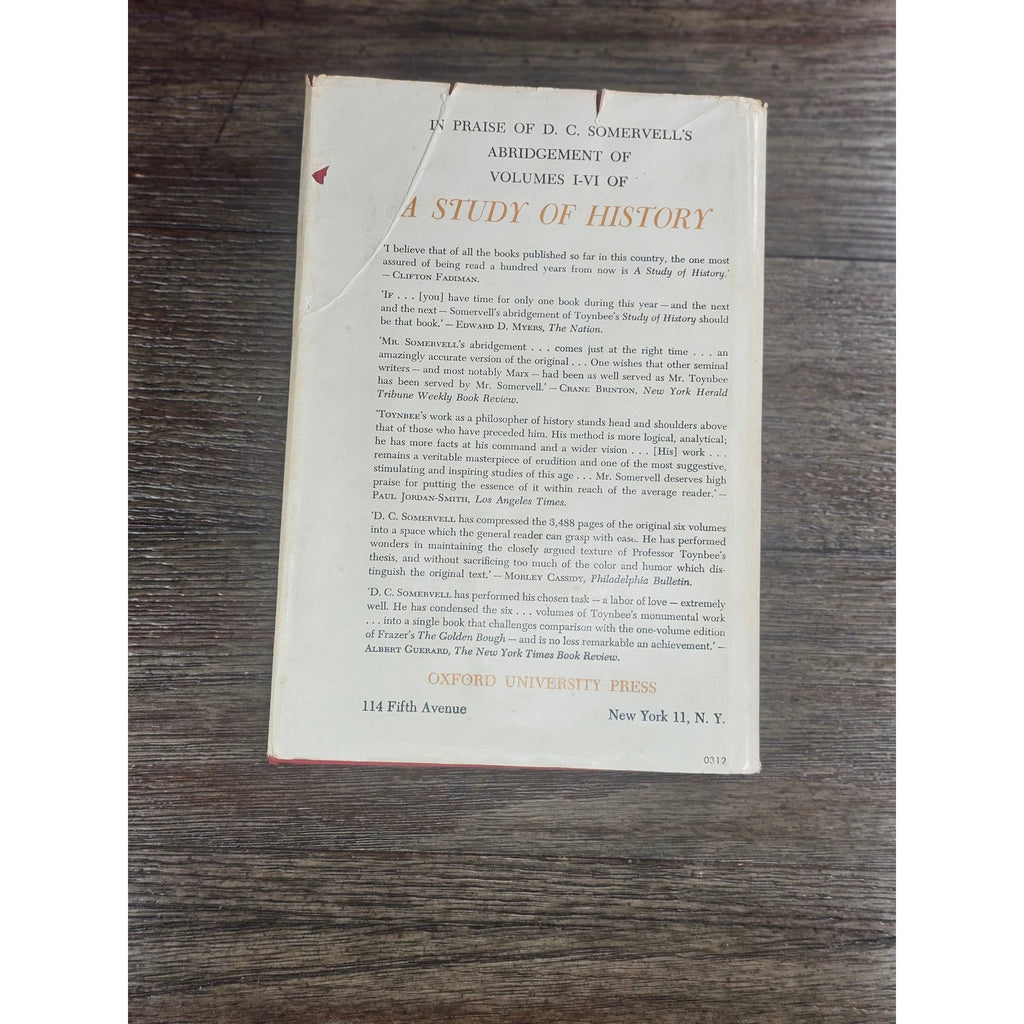 IN PRAISE OF D. C. SOMERVELL'S
ABRIDGEMENT OF
VOLUMES I-VI OF
A STUDY OF HISTORY
'I believe that of all the books published so far in this country, the one most
assured of being read a hundred years from now is A Study of History.'
— CLIFTON FADIMAN.
'IF . . . [you] have time for only one book during this year — and the next
and the next — Somervell's abridgement of Toynbee's Study of History should
be that book.' — EDWARD D. MYERS, The Nation.
'MR. SOMERVELL'S abridgement . . . comes just at the right time . . . an
amazingly accurate version of the original . . . One wishes that other seminal
writers — and most notably Marx — had been as well served as Mr. Toynbee
has been served by Mr. Somervell.' — CRANE BRINTON, New York Herald
Tribune Weekly Book Review.
'TOYNBEE'S work as a philosopher of history stands head and shoulders above
that of those who have preceded him. His method is more logical, analytical;
he has more facts at his command and a wider vision . . . [His] work . . .
remains a veritable masterpiece of erudition and one of the most suggestive,
stimulating and inspiring studies of this age . . . Mr. Somervell deserves high
praise for putting the essence of it within reach of the average reader.' —
PAUL JORDAN-SMITH, Los Angeles Times.
'D. C. SOMERVELL has compressed the 3,488 pages of the original six volumes
into a space which the general reader can grasp with ease. He has performed
wonders in maintaining the closely argued texture of Professor Toynbee's
thesis, and without sacrificing too much of the color and humor which dis-
tinguish the original text.' — MORLEY CASSIDY, Philadelphia Bulletin.
'D. C. SOMERVELL has performed his chosen task — a labor of love — extremely
well. He has condensed the six . . . volumes of Toynbee's monumental work
. . . into a single book that challenges comparison with the one-volume edition
of Frazer's The Golden Bough — and is no less remarkable an achievement.' —
ALBERT GUERARD, The New York Times Book Review.
OXFORD UNIVERSITY PRESS
114 Fifth Avenue New York 11, N. Y.
0312